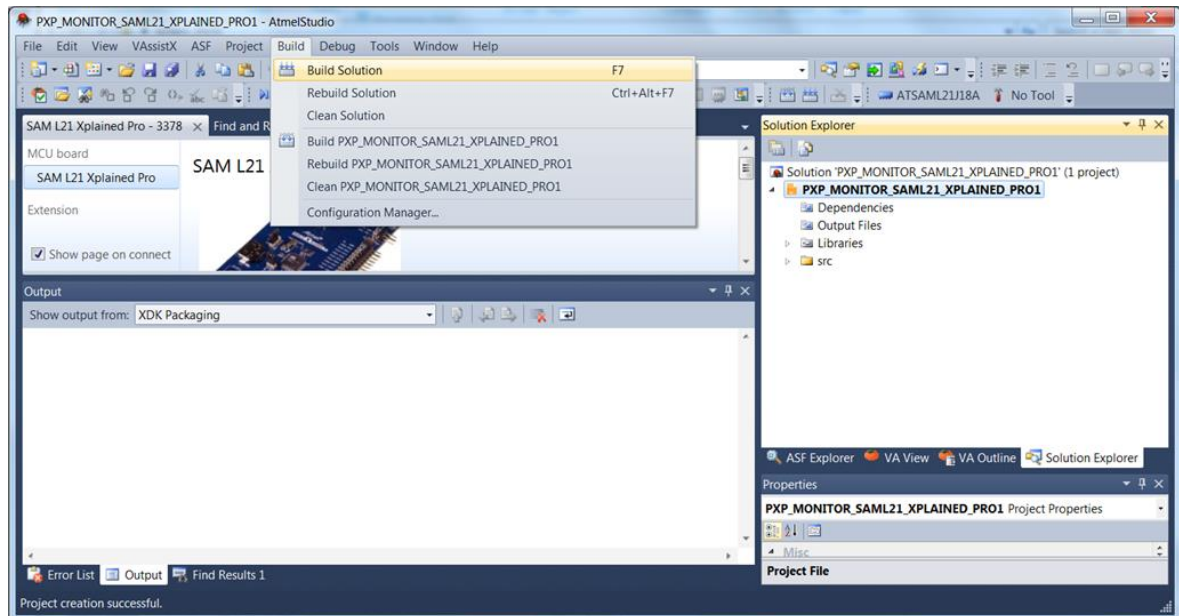 PXP_MONITOR_SAML21_XPLAINED_PRO1 - AtmelStudio
File Edit View VAssistX ASF Project Build Debug Tools Window Help
Build Solution F7
Rebuild Solution Ctrl+Alt+F7
Clean Solution
Build PXP_MONITOR_SAML21_XPLAINED_PRO1
Rebuild PXP_MONITOR_SAML21_XPLAINED_PRO1
Clean PXP_MONITOR_SAML21_XPLAINED_PRO1
Configuration Manager...
ATSAML21J18A No Tool
SAM L21 Xplained Pro - 3378 Find and R
MCU board
SAM L21 Xplained Pro
SAM L21
Extension
Show page on connect
Solution Explorer
Solution 'PXP_MONITOR_SAML21_XPLAINED_PRO1' (1 project)
PXP_MONITOR_SAML21_XPLAINED_PRO1
Dependencies
Output Files
Libraries
src
Output
Show output from: XDK Packaging
ASF Explorer VA View VA Outline Solution Explorer
Properties
PXP_MONITOR_SAML21_XPLAINED_PRO1 Project Properties
Misc
Project File
Error List Output Find Results 1
Project creation successful.